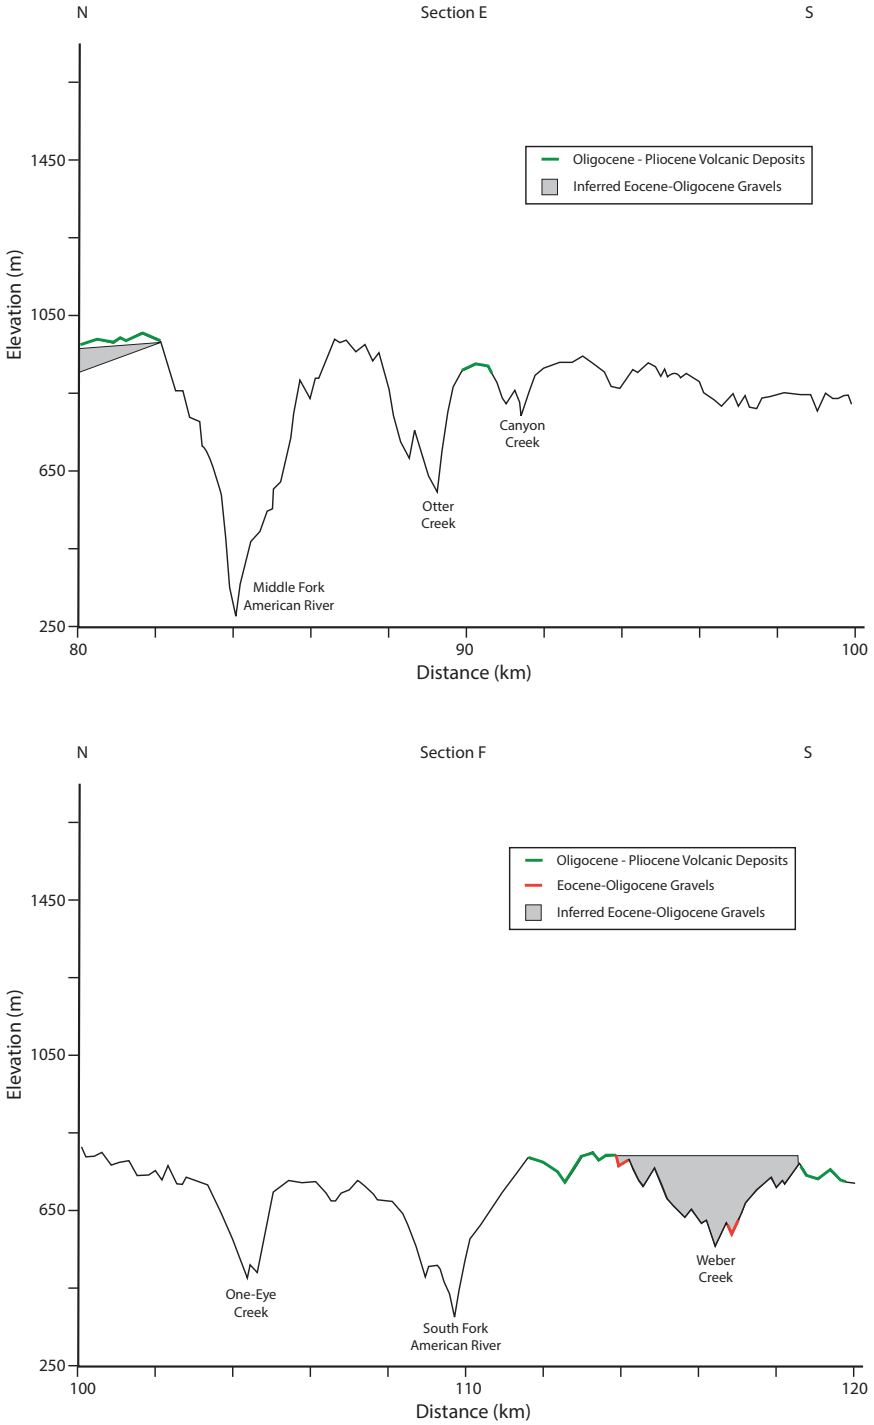 N
Section E
S
Elevation (m)
1450
1050
650
250
Oligocene - Pliocene Volcanic Deposits
Inferred Eocene-Oligocene Gravels
Canyon
Creek
Otter
Creek
Middle Fork
American River
80
90
100
Distance (km)
N
Section F
S
Elevation (m)
1450
1050
650
250
Oligocene - Pliocene Volcanic Deposits
Eocene-Oligocene Gravels
Inferred Eocene-Oligocene Gravels
Weber
Creek
One-Eye
Creek
South Fork
American River
100
110
120
Distance (km)